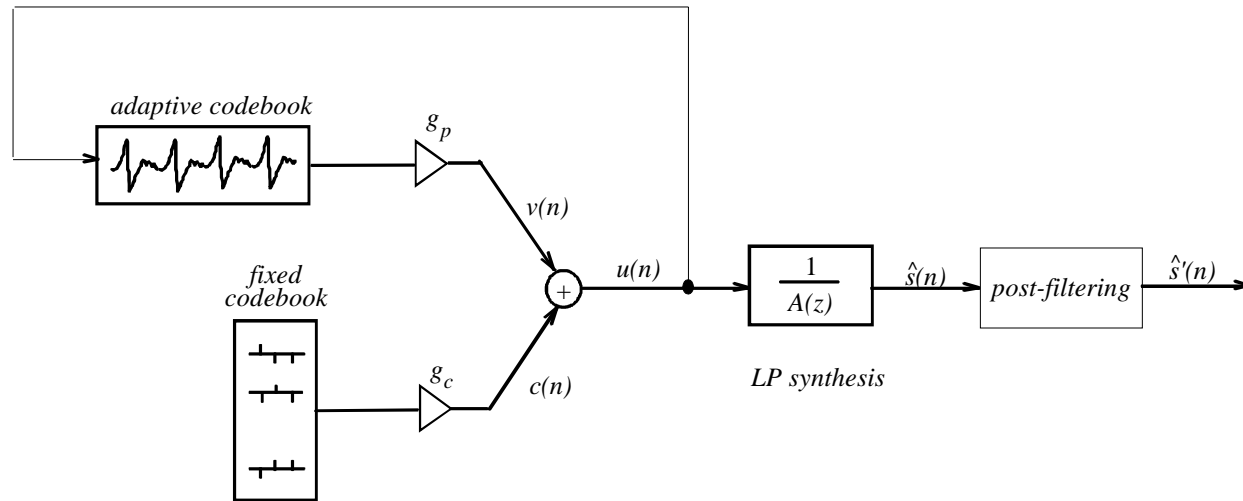 adaptive codebook
g_p
v(n)
fixed
codebook
g_c
c(n)
+
u(n)
1
A(z)
LP synthesis
ŝ(n)
post-filtering
ŝ'(n)